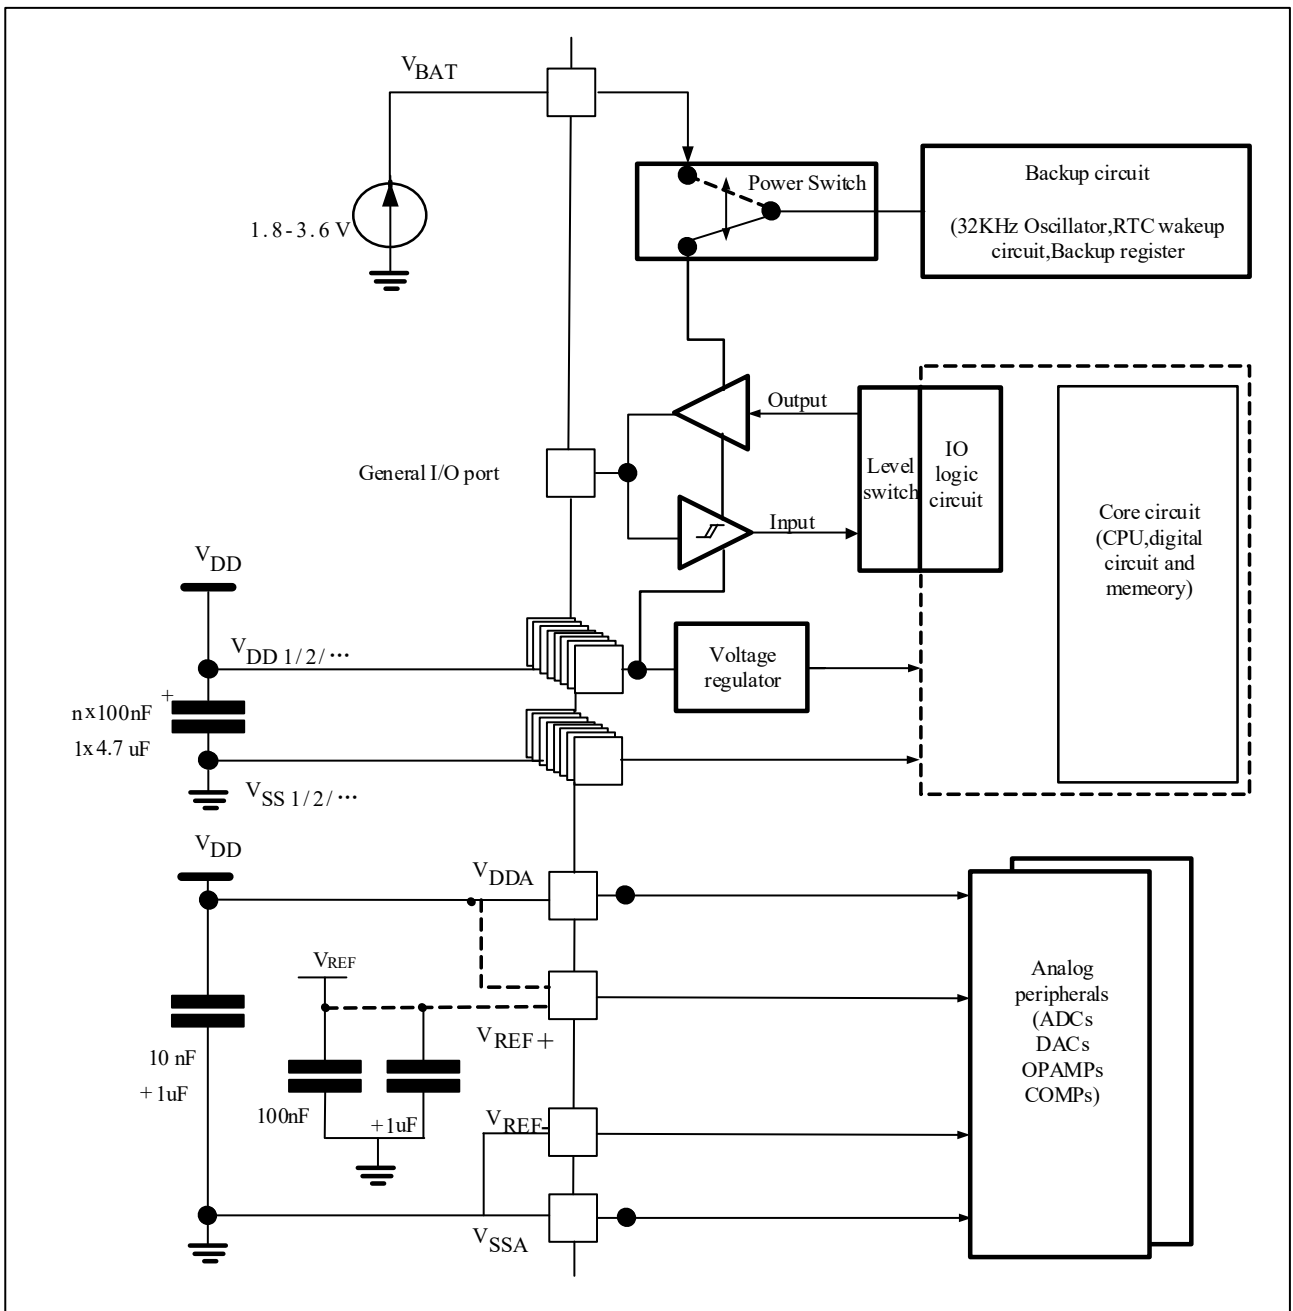 VBAT
Power Switch
1.8-3.6 V
Backup circuit
(32KHz Oscillator,RTC wakeup
circuit,Backup register
Output
General I/O port
Level
switch
IO
logic
circuit
Input
Core circuit
(CPU,digital
circuit and
memeory)
VDD
VDD 1/2/···
Voltage
regulator
+
nx100nF
1x4.7 uF
VSS 1/2/···
VDD
VDDA
VREF
VREF+
10 nF
+1uF
100nF
+1uF
VREF-
VSSA
Analog
peripherals
(ADCs
DACs
OPAMPs
COMPs)